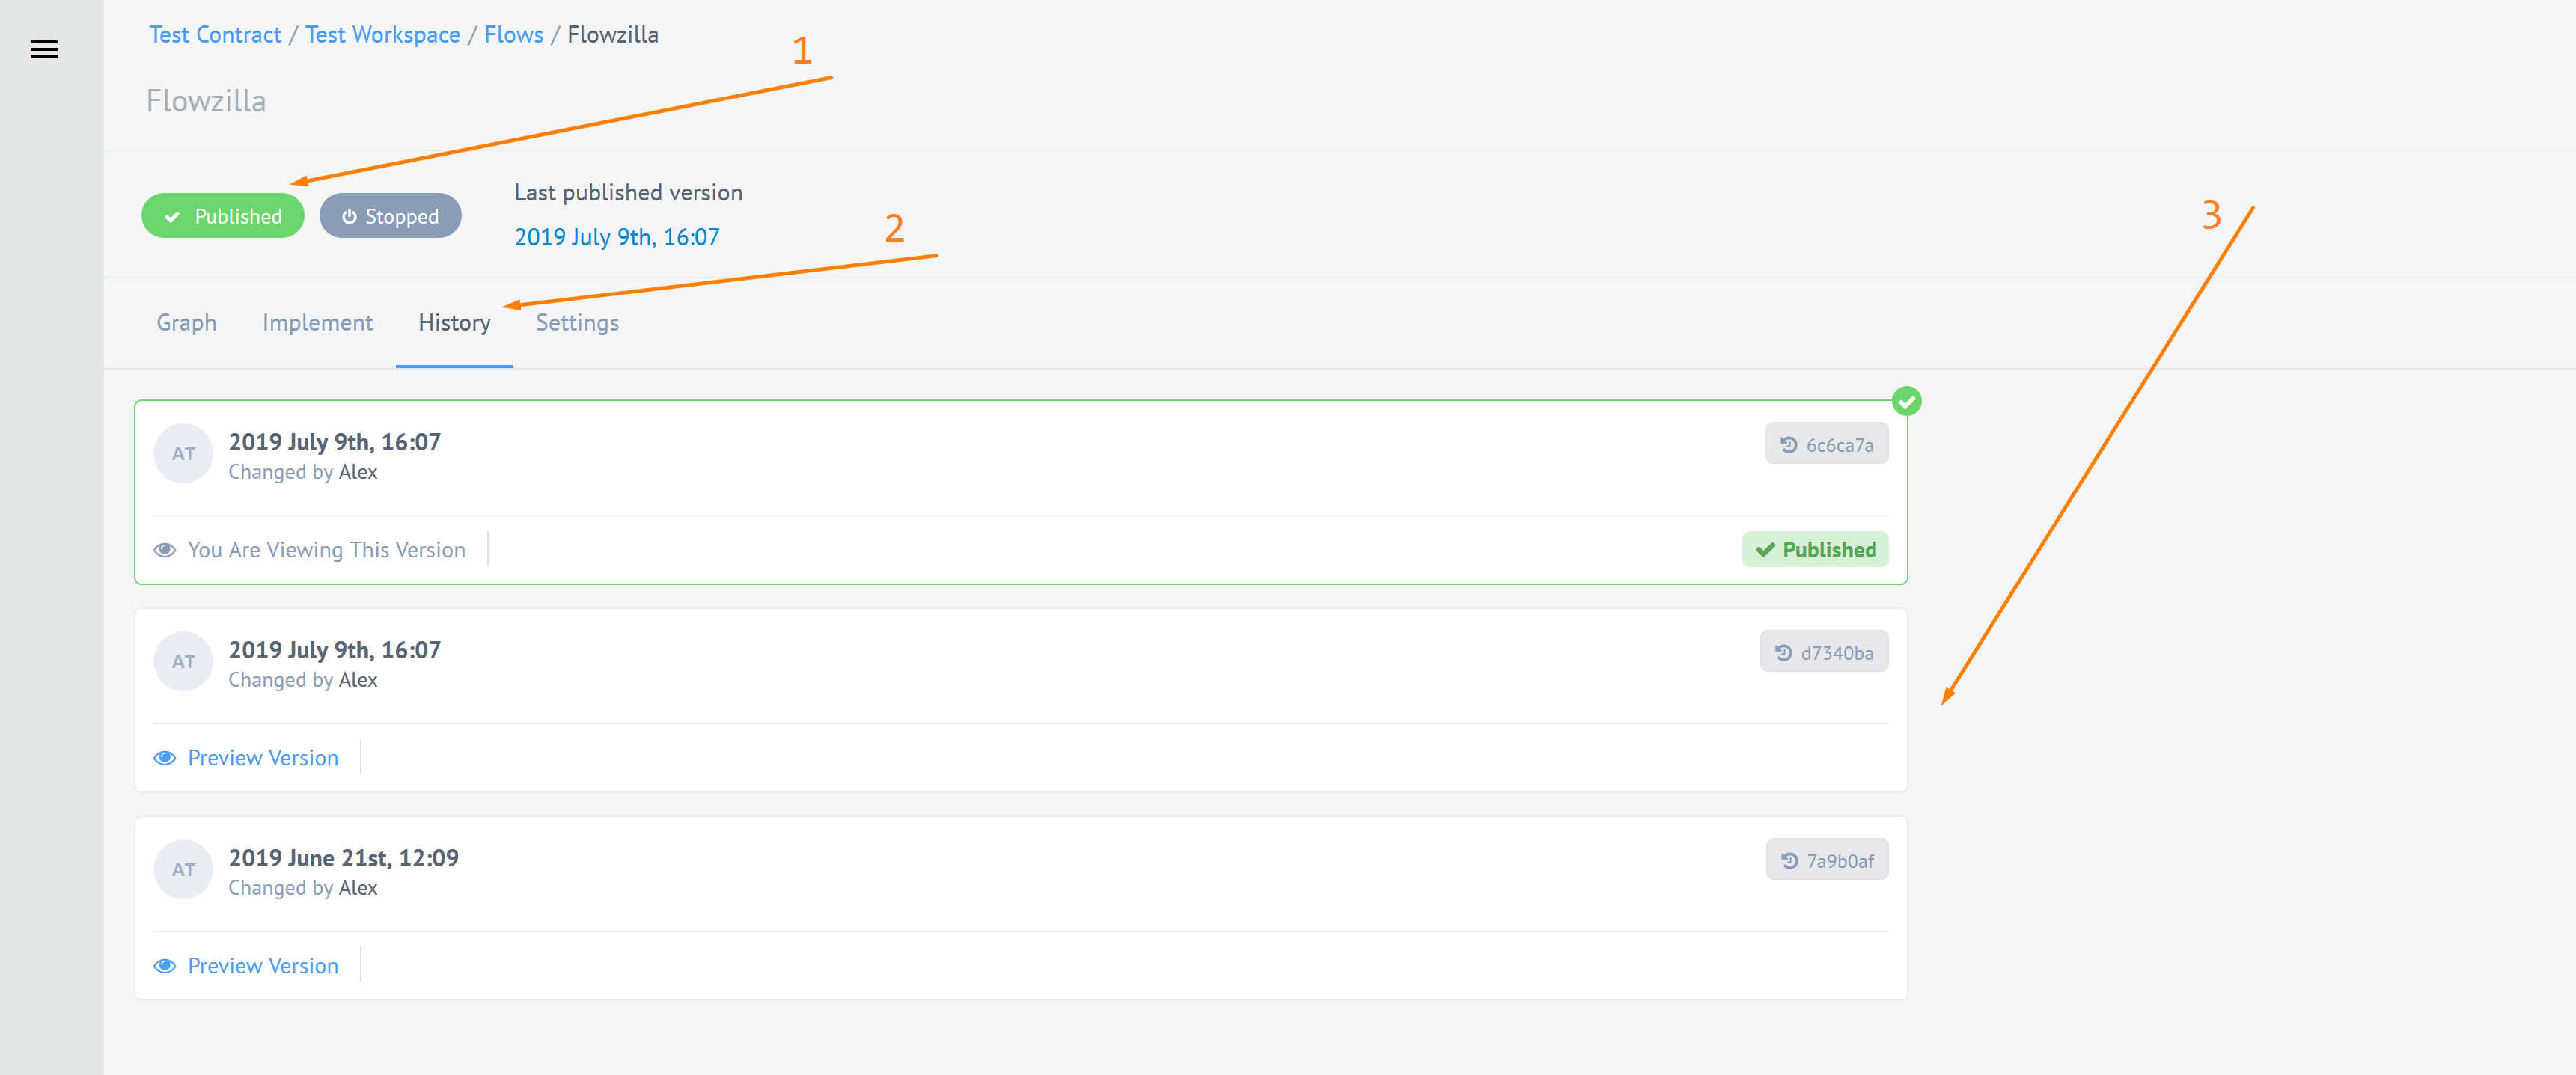 Test Contract / Test Workspace / Flows / Flowzilla
1
Flowzilla
Published
Stopped
Last published version
2019 July 9th, 16:07
2
3
Graph
Implement
History
Settings
AT
2019 July 9th, 16:07
Changed by Alex
6c6ca7a
You Are Viewing This Version
Published
AT
2019 July 9th, 16:07
Changed by Alex
d7340ba
Preview Version
AT
2019 June 21st, 12:09
Changed by Alex
7a9b0af
Preview Version